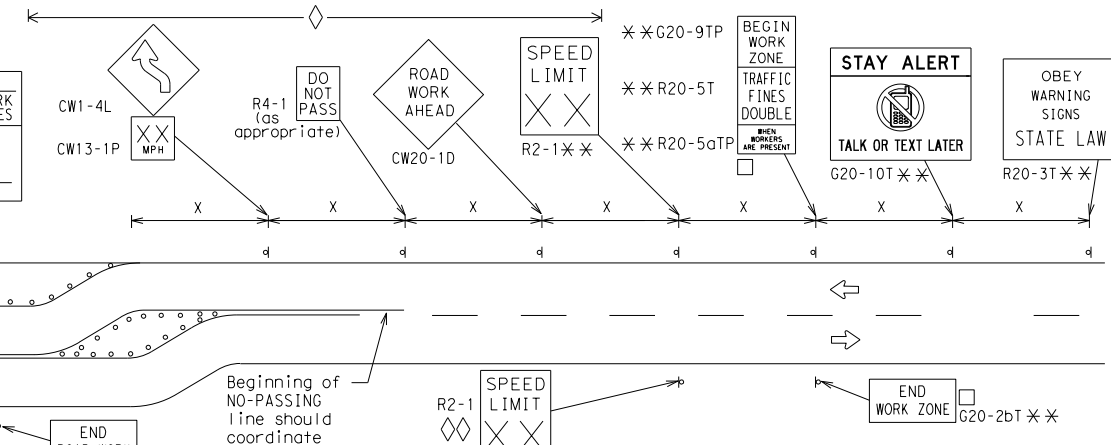 CW1-4L
CW13-1P
X X
MPH
R4-1
(as
appropriate)
DO
NOT
PASS
ROAD
WORK
AHEAD
CW20-1D
SPEED
LIMIT
X X
R2-1**
**G20-9TP
**R20-5T
**R20-5aTP
BEGIN
WORK
ZONE
TRAFFIC
FINES
DOUBLE
WHEN
WORKERS
ARE PRESENT
STAY ALERT
TALK OR TEXT LATER
G20-10T**
OBEY
WARNING
SIGNS
STATE LAW
R20-3T**
X X X X X X X
Beginning of
NO-PASSING
line should
coordinate
R2-1
SPEED
LIMIT
X X
END
WORK ZONE
G20-2bT **
END